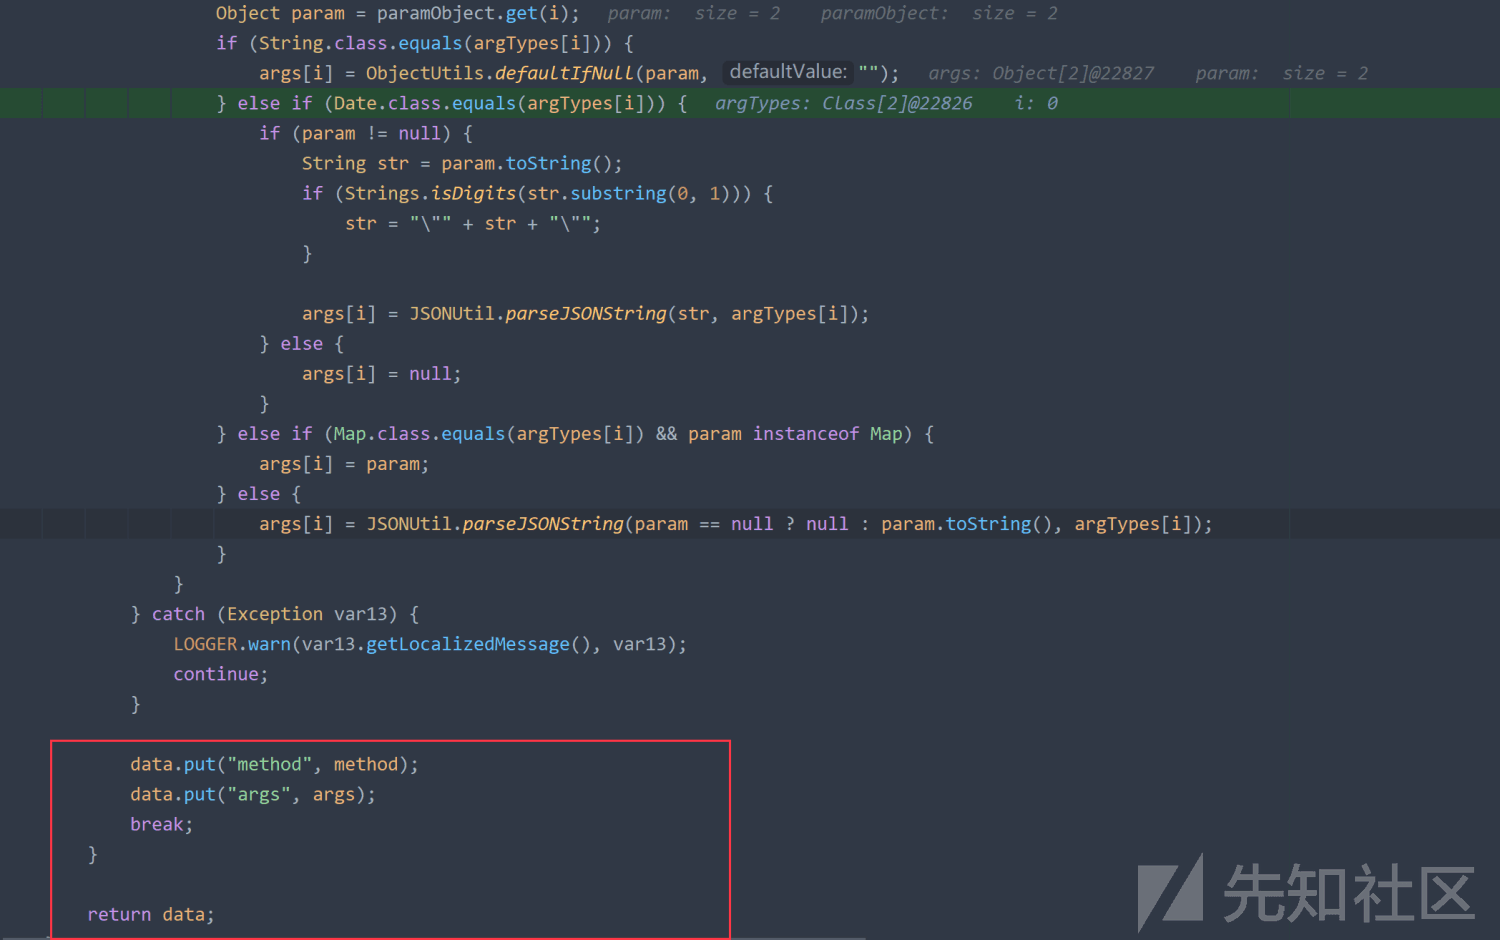 Object param = paramObject.get(i);   param:  size = 2    paramObject:  size = 2
if (String.class.equals(argTypes[i])) {
    args[i] = ObjectUtils.defaultIfNull(param,  defaultValue: "");   args: Object[2]@22827    param:  size = 2
} else if (Date.class.equals(argTypes[i])) {   argTypes: Class[2]@22826    i: 0
    if (param != null) {
        String str = param.toString();
        if (Strings.isDigits(str.substring(0, 1))) {
            str = "\"" + str + "\"";
        }
        args[i] = JSONUtil.parseJSONString(str, argTypes[i]);
    } else {
        args[i] = null;
    }
} else if (Map.class.equals(argTypes[i]) && param instanceof Map) {
    args[i] = param;
} else {
    args[i] = JSONUtil.parseJSONString(param == null ? null : param.toString(), argTypes[i]);
}
}
} catch (Exception var13) {
    LOGGER.warn(var13.getLocalizedMessage(), var13);
    continue;
}
data.put("method", method);
data.put("args", args);
break;
}
return data;
先知社区